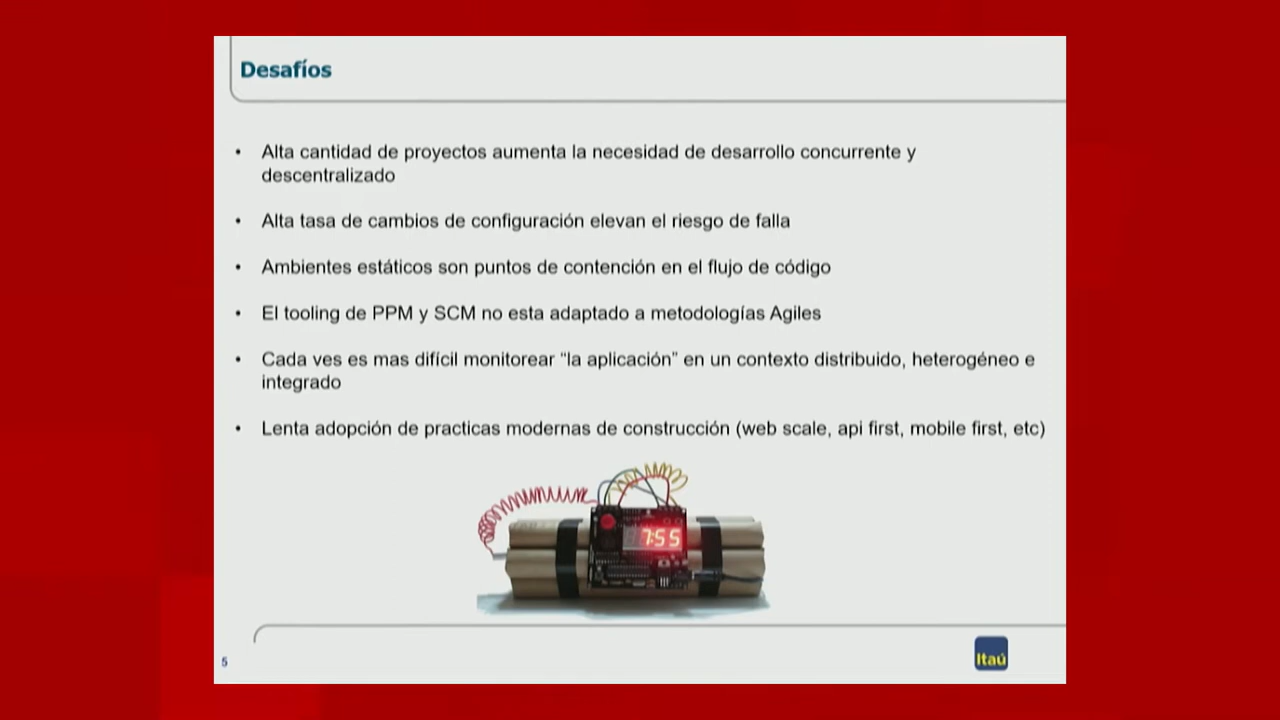 Desafíos
• Alta cantidad de proyectos aumenta la necesidad de desarrollo concurrente y
descentralizado
• Alta tasa de cambios de configuración elevan el riesgo de falla
• Ambientes estáticos son puntos de contención en el flujo de código
• El tooling de PPM y SCM no esta adaptado a metodologías Agiles
• Cada ves es mas difícil monitorear “la aplicación” en un contexto distribuido, heterogéneo e
integrado
• Lenta adopción de practicas modernas de construcción (web scale, api first, mobile first, etc)
7:55
5
Itaú